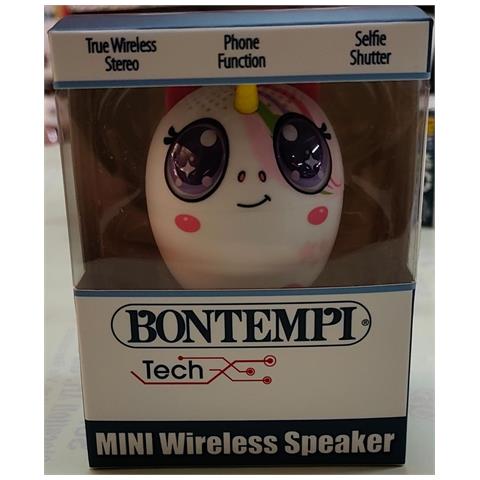 True Wireless
Stereo
Phone
Function
Selfie
Shutter
BONTEMPI®
Tech
MINI Wireless Speaker